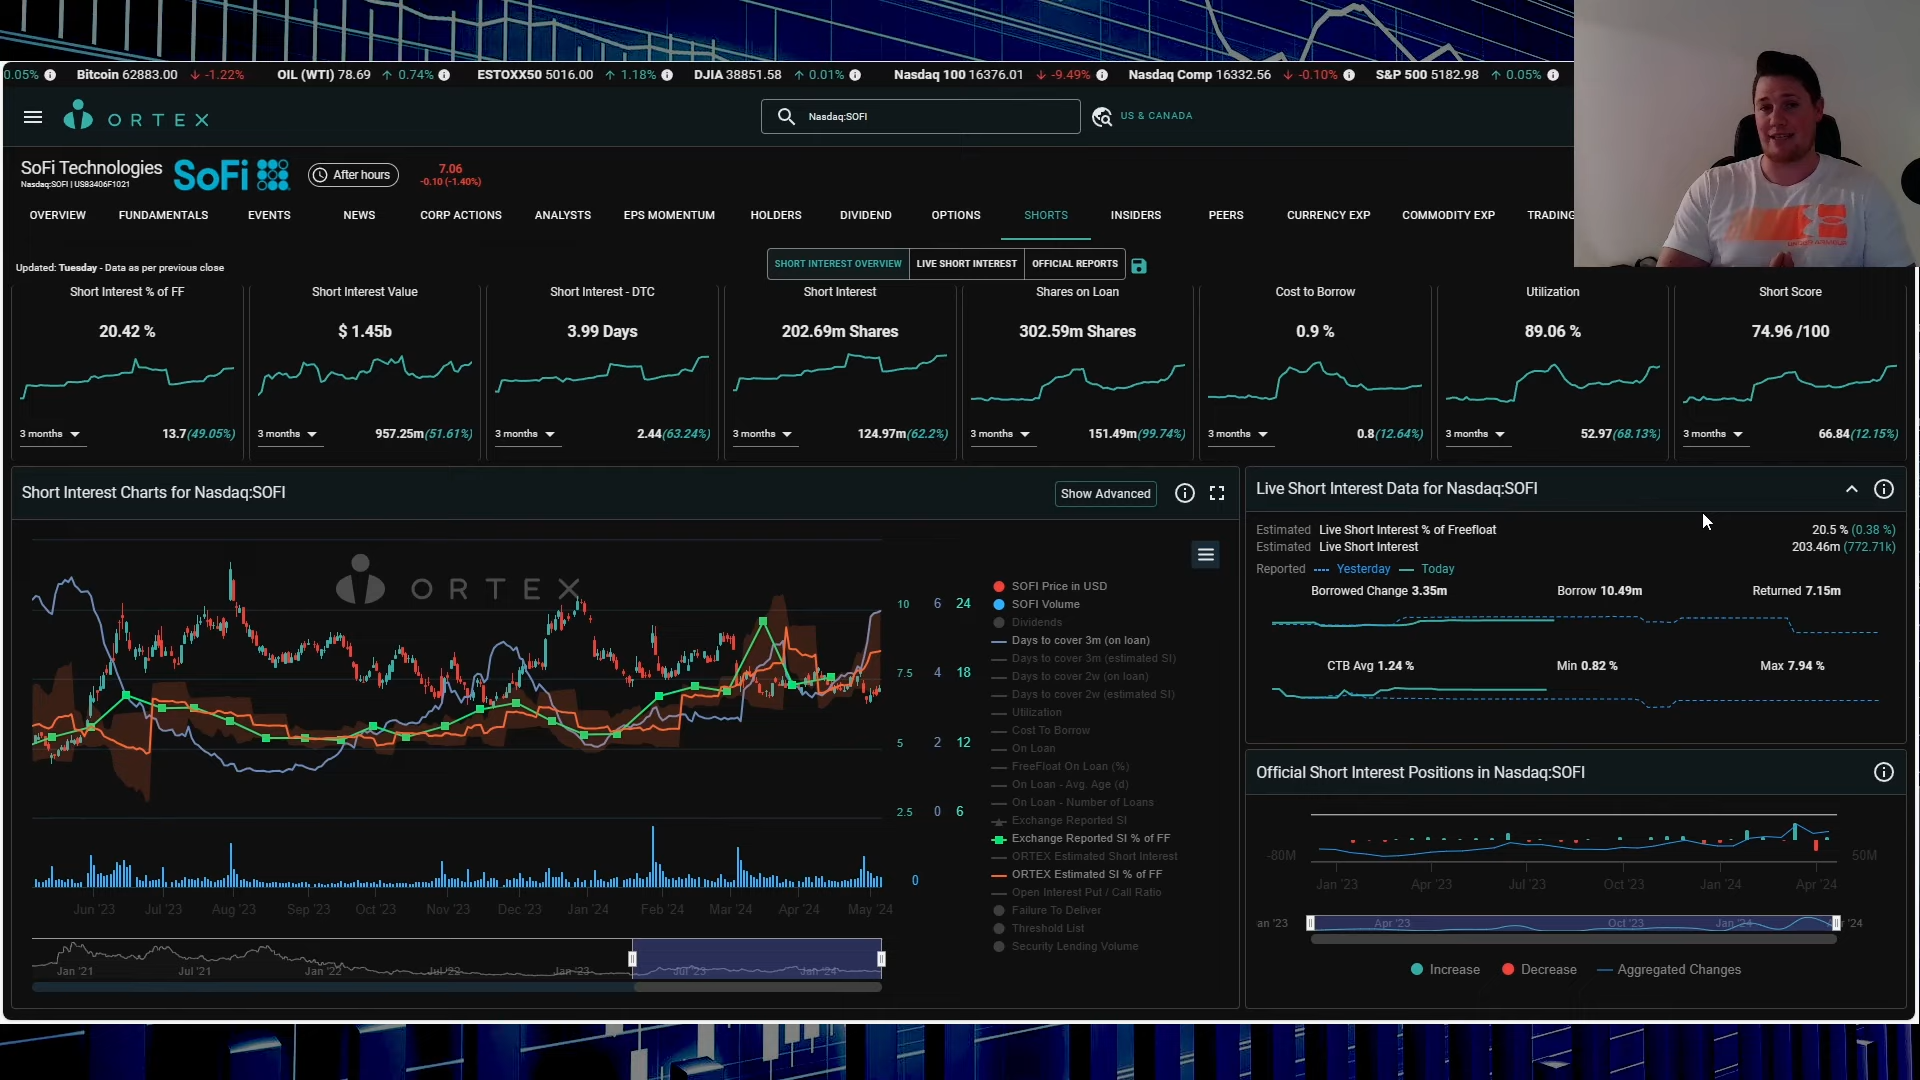 0.05% Bitcoin 62883.00 -1.22% OIL (WTI) 78.69 0.74% ESTOXX50 5016.00 1.18% DJIA 38851.58 0.01% Nasdaq 100 16376.01 -9.49% Nasdaq Comp 16332.56 -0.10% S&P 500 5182.98 0.05%
ORTEX
Nasdaq:SOFI
US & CANADA
SoFi Technologies
Nasdaq:SOFI | US83406F1021
SoFi
After hours
7.06
-0.10 (-1.40%)
OVERVIEW FUNDAMENTALS EVENTS NEWS CORP ACTIONS ANALYSTS EPS MOMENTUM HOLDERS DIVIDEND OPTIONS SHORTS INSIDERS PEERS CURRENCY EXP COMMODITY EXP TRADING
Updated: Tuesday - Data as per previous close
SHORT INTEREST OVERVIEW LIVE SHORT INTEREST OFFICIAL REPORTS
Short Interest % of FF Short Interest Value Short Interest - DTC Short Interest Shares on Loan Cost to Borrow Utilization Short Score
20.42 % $ 1.45b 3.99 Days 202.69m Shares 302.59m Shares 0.9 % 89.06 % 74.96 /100
3 months 13.7(49.05%) 3 months 957.25m(51.61%) 3 months 2.44(63.24%) 3 months 124.97m(62.2%) 3 months 151.49m(99.74%) 3 months 0.8(12.64%) 3 months 52.97(68.13%) 3 months 66.84(12.15%)
Short Interest Charts for Nasdaq:SOFI
Show Advanced
ORTEX
10 6 24
7.5 4 18
5 2 12
2.5 0 6
0
Jun '23 Jul '23 Aug '23 Sep '23 Oct '23 Nov '23 Dec '23 Jan '24 Feb '24 Mar '24 Apr '24 May '24
Jan '21 Jul '21 Jan '22 Jul '22 Jan '23 Jul '23 Jan '24
SOFI Price in USD
SOFI Volume
Dividends
Days to cover 3m (on loan)
Days to cover 3m (estimated SI)
Days to cover 2w (on loan)
Days to cover 2w (estimated SI)
Utilization
Cost To Borrow
On Loan
FreeFloat On Loan (%)
On Loan - Avg. Age (d)
On Loan - Number of Loans
Exchange Reported SI
Exchange Reported SI % of FF
ORTEX Estimated Short Interest
ORTEX Estimated SI % of FF
Open Interest Put / Call Ratio
Failure To Deliver
Threshold List
Security Lending Volume
Live Short Interest Data for Nasdaq:SOFI
Estimated Live Short Interest % of Freefloat 20.5 % (0.38 %)
Estimated Live Short Interest 203.46m (772.71k)
Reported Yesterday Today
Borrowed Change 3.35m Borrow 10.49m Returned 7.15m
CTB Avg 1.24 % Min 0.82 % Max 7.94 %
Official Short Interest Positions in Nasdaq:SOFI
-80M 50M
Jan '23 Apr '23 Jul '23 Oct '23 Jan '24 Apr '24
an '23 Apr '23 Oct '23 Jan '24 '24
Increase Decrease Aggregated Changes